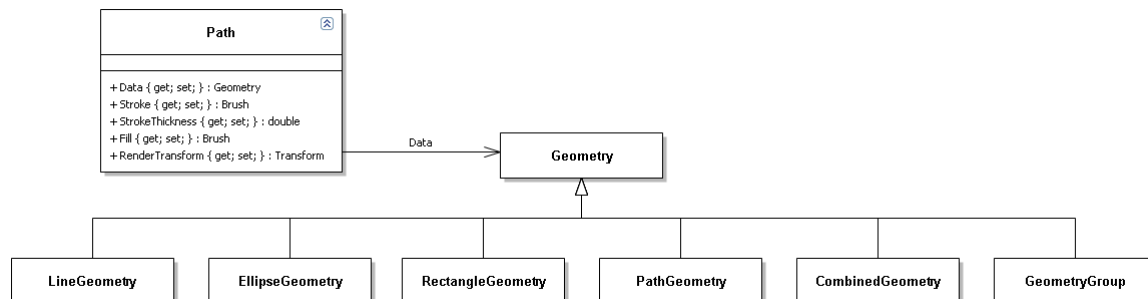 Path
+ Data { get; set; } : Geometry
+ Stroke { get; set; } : Brush
+ StrokeThickness { get; set; } : double
+ Fill { get; set; } : Brush
+ RenderTransform { get; set; } : Transform
Data
Geometry
LineGeometry
EllipseGeometry
RectangleGeometry
PathGeometry
CombinedGeometry
GeometryGroup